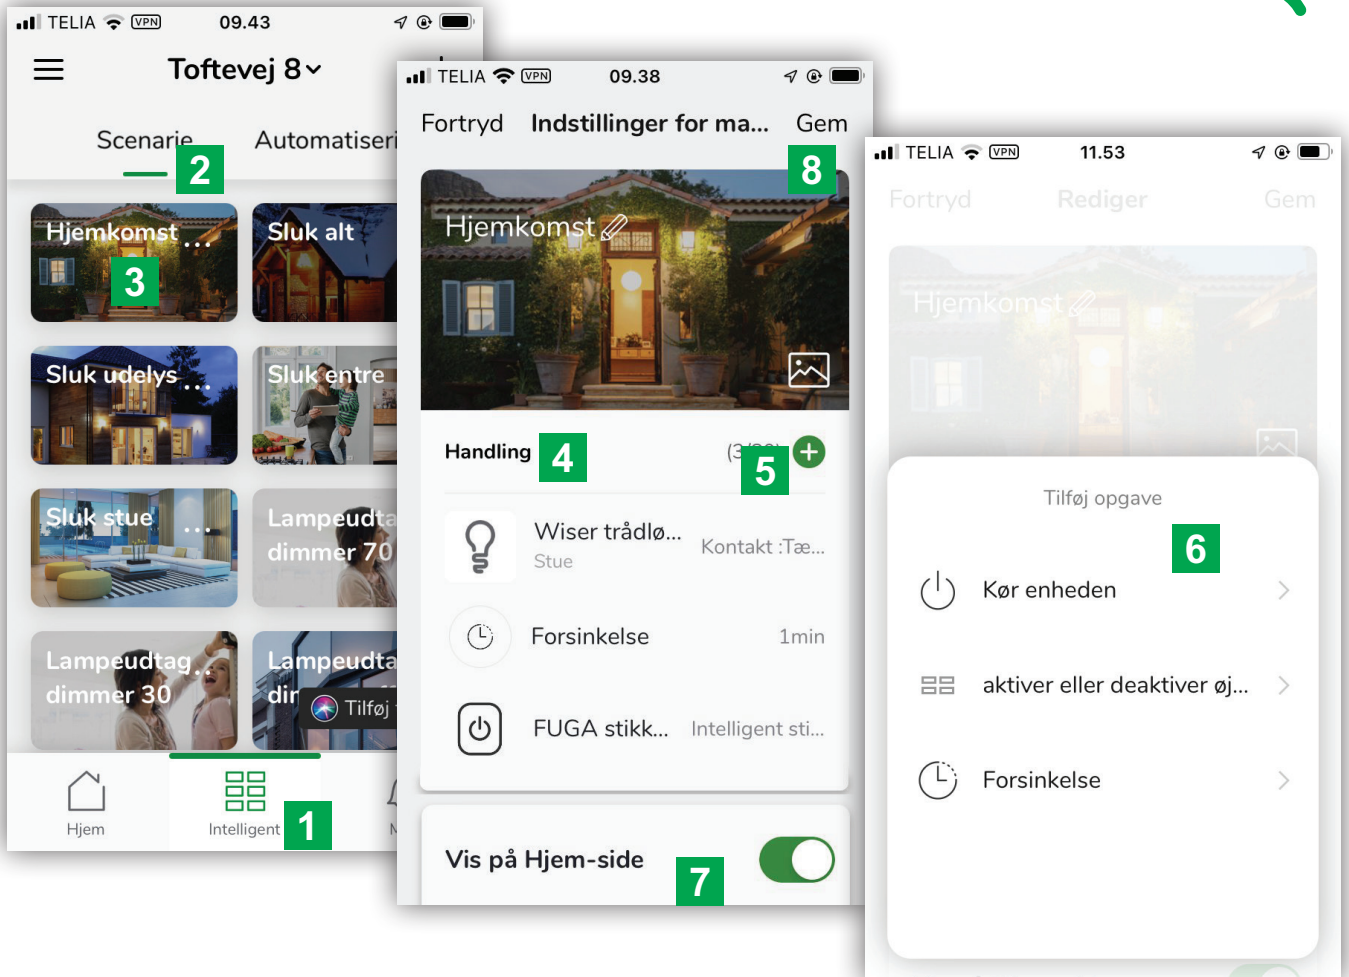 TELIA VPN 09.43
Toftevej 8
Scenarie Automatiseri
2
Hjemkomst ...
3
Sluk alt
Sluk udelys ...
Sluk entre
Sluk stue ...
Lampeudta
dimmer 70
Lampeudtag ...
dimmer 30
Lampeudta
Tilføj
Hjem
Intelligent
1
TELIA VPN 09.38
Fortryd Indstillinger for ma... Gem
8
Hjemkomst
Handling
4
5
Wiser trådlø...
Stue
Kontakt :Tæ...
Forsinkelse 1min
FUGA stikk... Intelligent sti...
Vis på Hjem-side
7
TELIA VPN 11.53
Fortryd Rediger Gem
Hjemkomst
Tilføj opgave
6
Kør enheden
aktiver eller deaktiver øj...
Forsinkelse